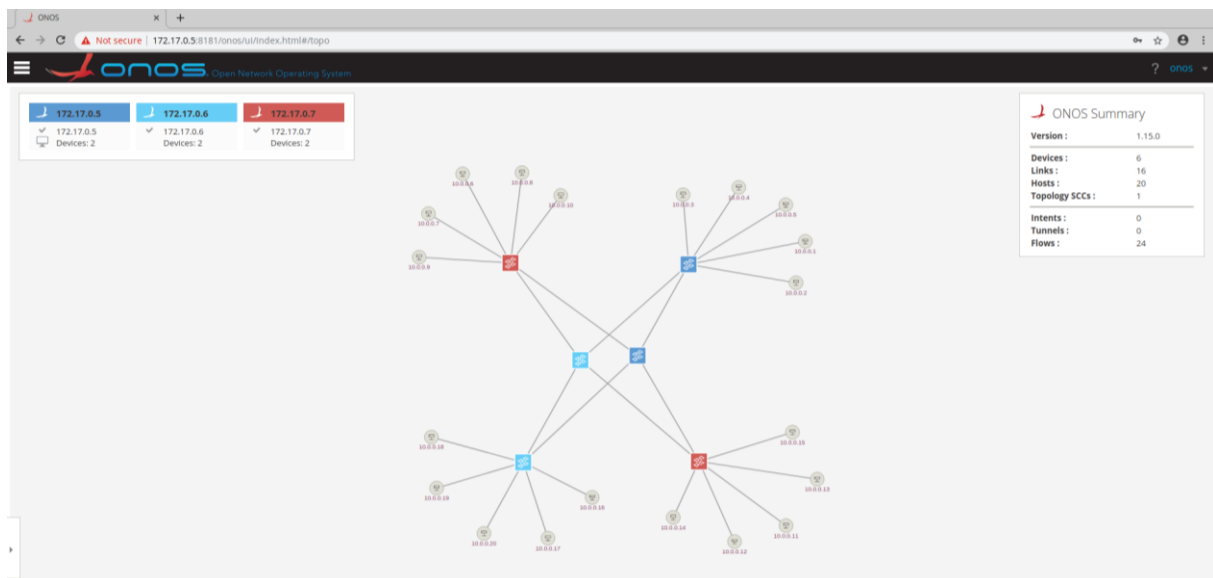 ONOS
Not secure | 172.17.0.5:8181/onos/ui/index.html#/topo
onos Open Network Operating System
? onos
172.17.0.5
172.17.0.5
Devices: 2
172.17.0.6
172.17.0.6
Devices: 2
172.17.0.7
172.17.0.7
Devices: 2
ONOS Summary
Version : 1.15.0
Devices : 6
Links : 16
Hosts : 20
Topology SCCs : 1
Intents : 0
Tunnels : 0
Flows : 24
10.0.0.6
10.0.0.8
10.0.0.10
10.0.0.7
10.0.0.9
10.0.0.3
10.0.0.4
10.0.0.5
10.0.0.1
10.0.0.2
10.0.0.19
10.0.0.20
10.0.0.17
10.0.0.15
10.0.0.13
10.0.0.14
10.0.0.11
10.0.0.12